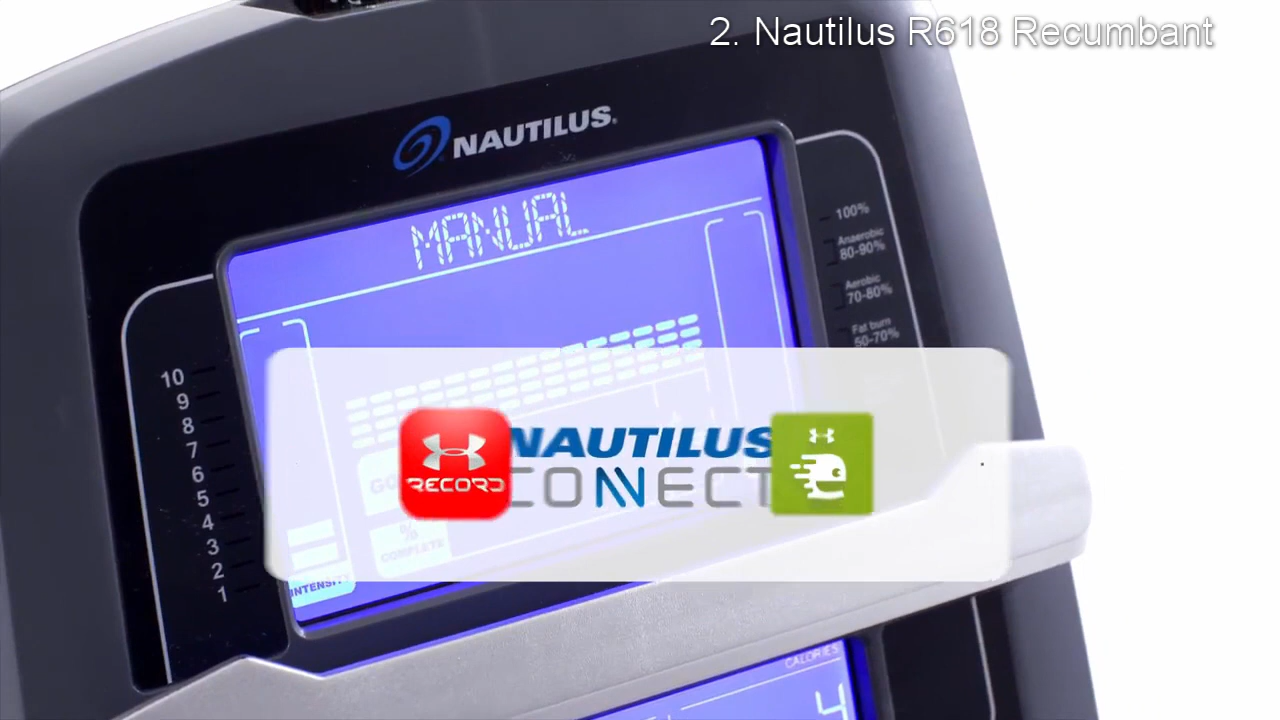 2. Nautilus R618 Recumbant
NAUTILUS
MANUAL
100%
Anaerobic
80-90%
Aerobic
70-80%
Fat burn
50-70%
10
9
8
7
6
5
4
3
2
1
RECORD
NAUTILUS
CONNECT
%
COMPLETE
INTENSITY
CALORIES
4